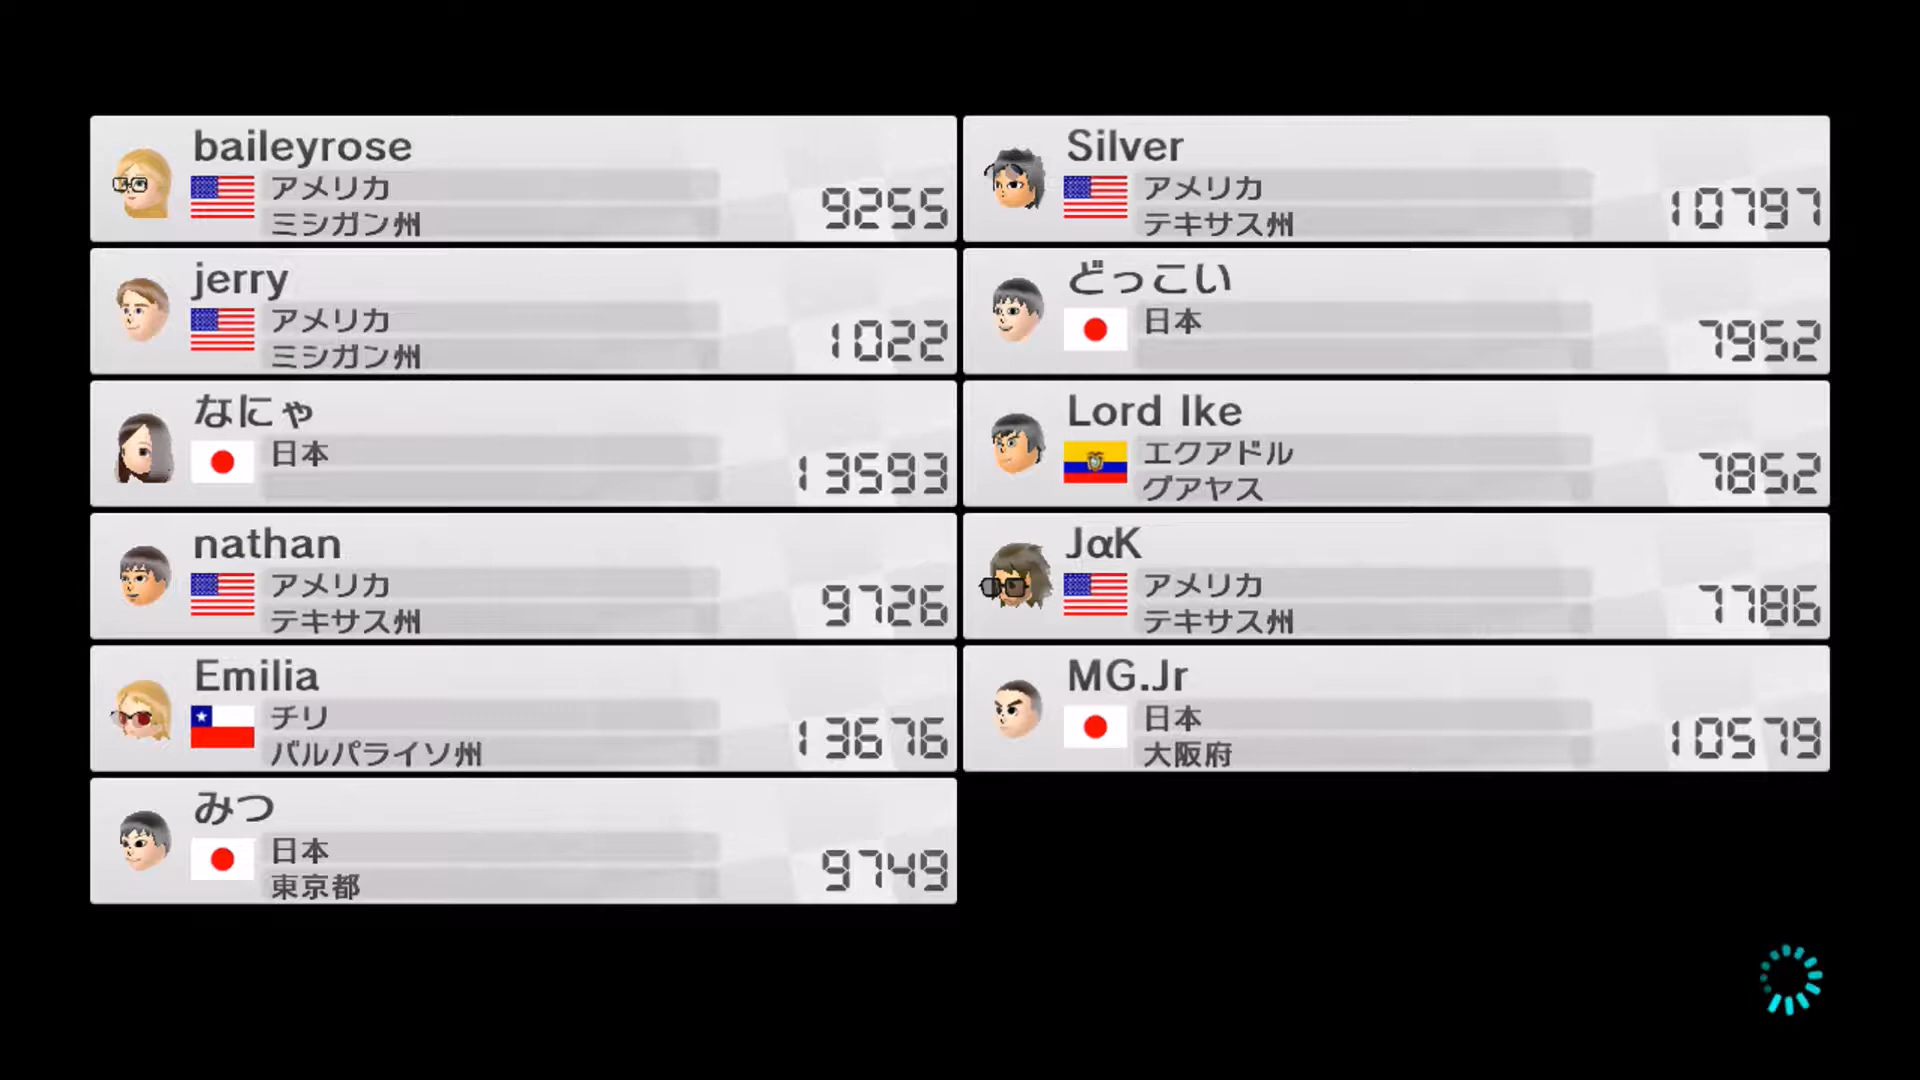 baileyrose
アメリカ
ミシガン州
9255
Silver
アメリカ
テキサス州
10797
jerry
アメリカ
ミシガン州
1022
どっこい
日本
7952
なにゃ
日本
13593
Lord Ike
エクアドル
グアヤス
7852
nathan
アメリカ
テキサス州
9726
JαK
アメリカ
テキサス州
7786
Emilia
チリ
バルパライソ州
13676
MG.Jr
日本
大阪府
10579
みつ
日本
東京都
9749